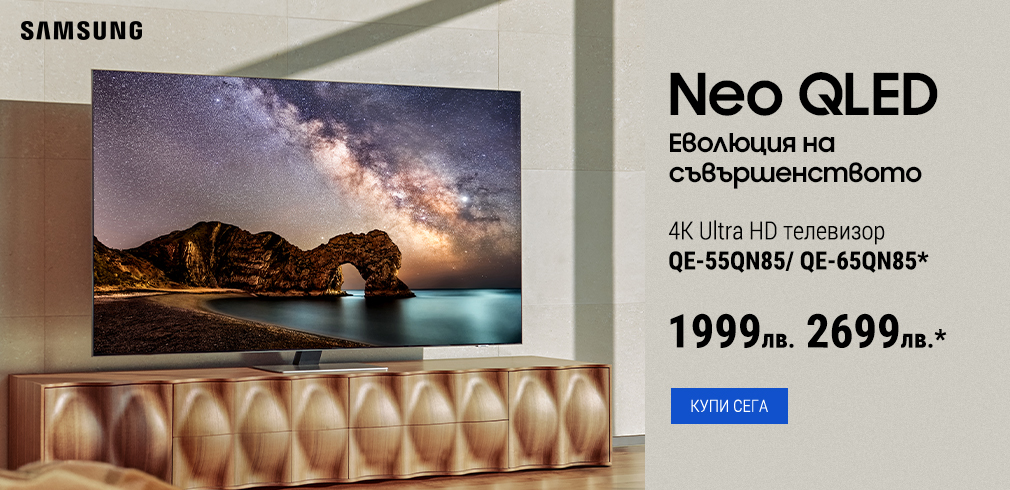 SAMSUNG
Neo QLED
Еволюция на
съвършенството
4K Ultra HD телевизор
QE-55QN85/ QE-65QN85*
1999лв. 2699лв.*
КУПИ СЕГА